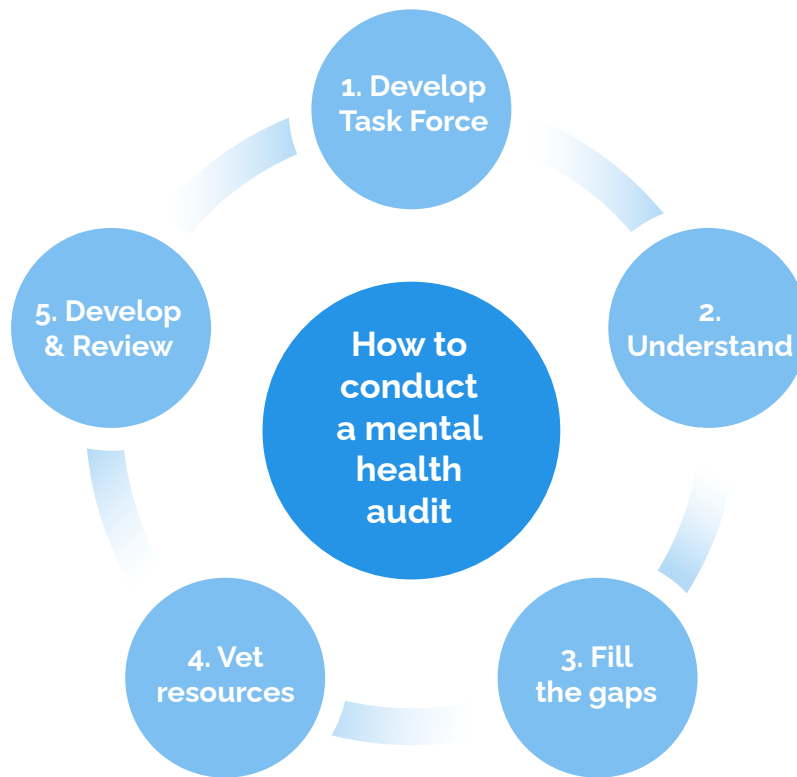 1. Develop
Task Force
2.
Understand
3. Fill
the gaps
4. Vet
resources
5. Develop
& Review
How to
conduct
a mental
health
audit